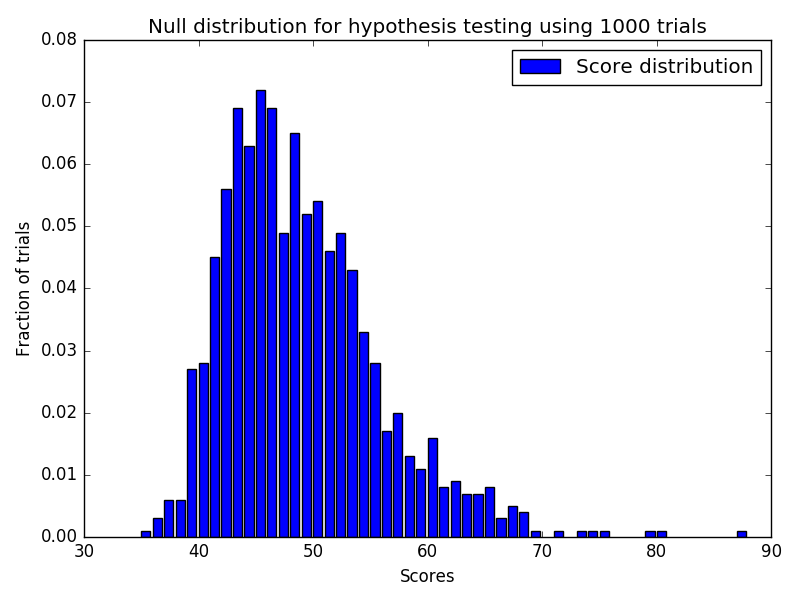 Null distribution for hypothesis testing using 1000 trials
Score distribution
0.08
0.07
0.06
0.05
0.04
0.03
0.02
0.01
0.00
Fraction of trials
30 40 50 60 70 80 90
Scores